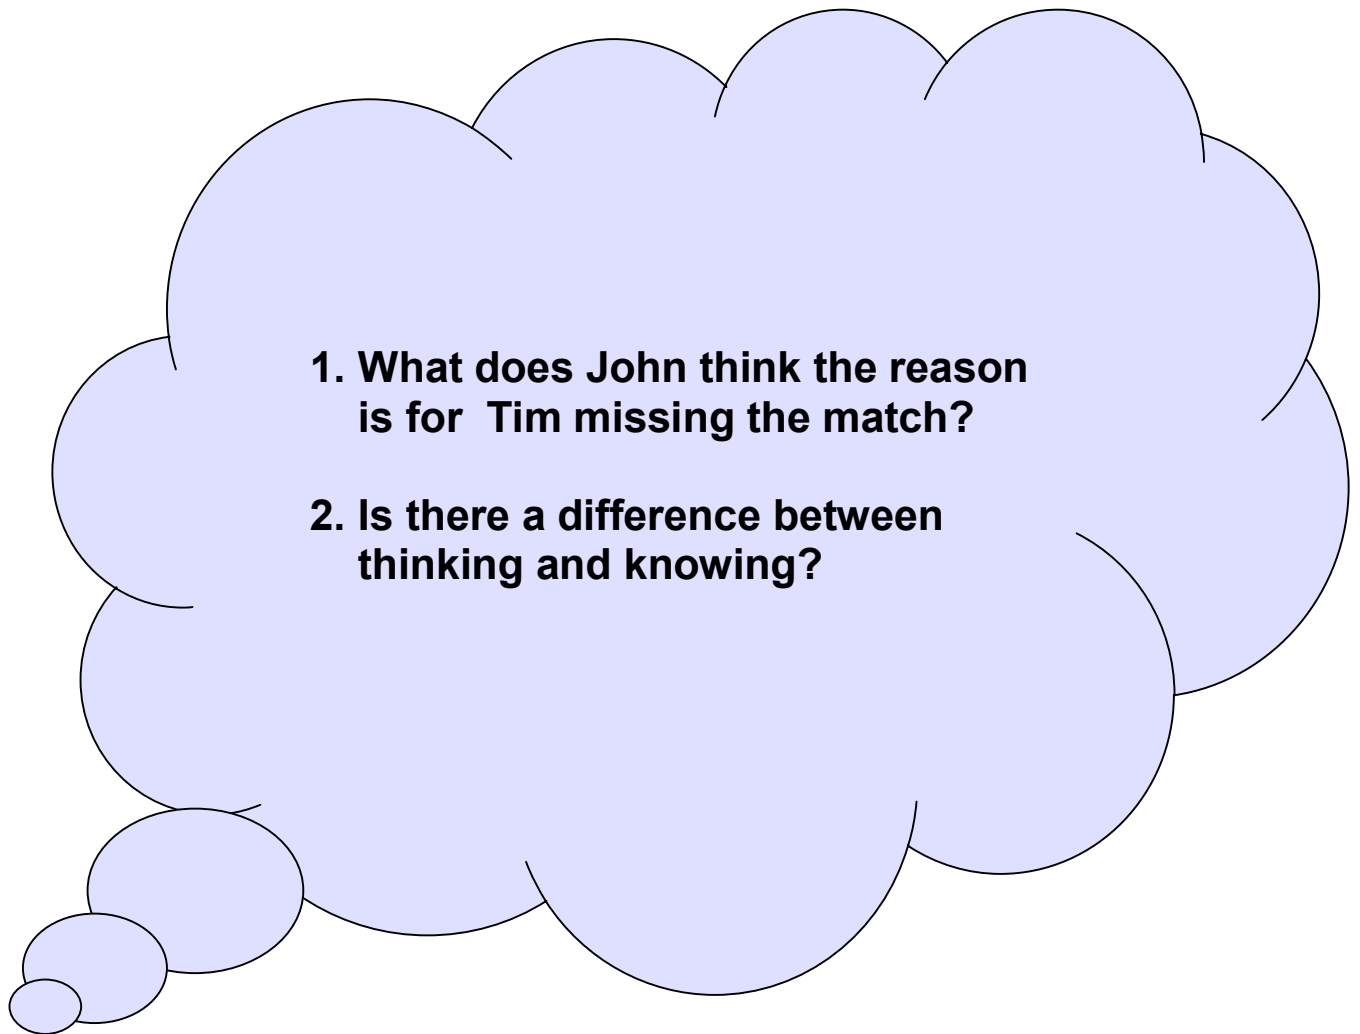 1. What does John think the reason
is for  Tim missing the match?
2. Is there a difference between
thinking and knowing?